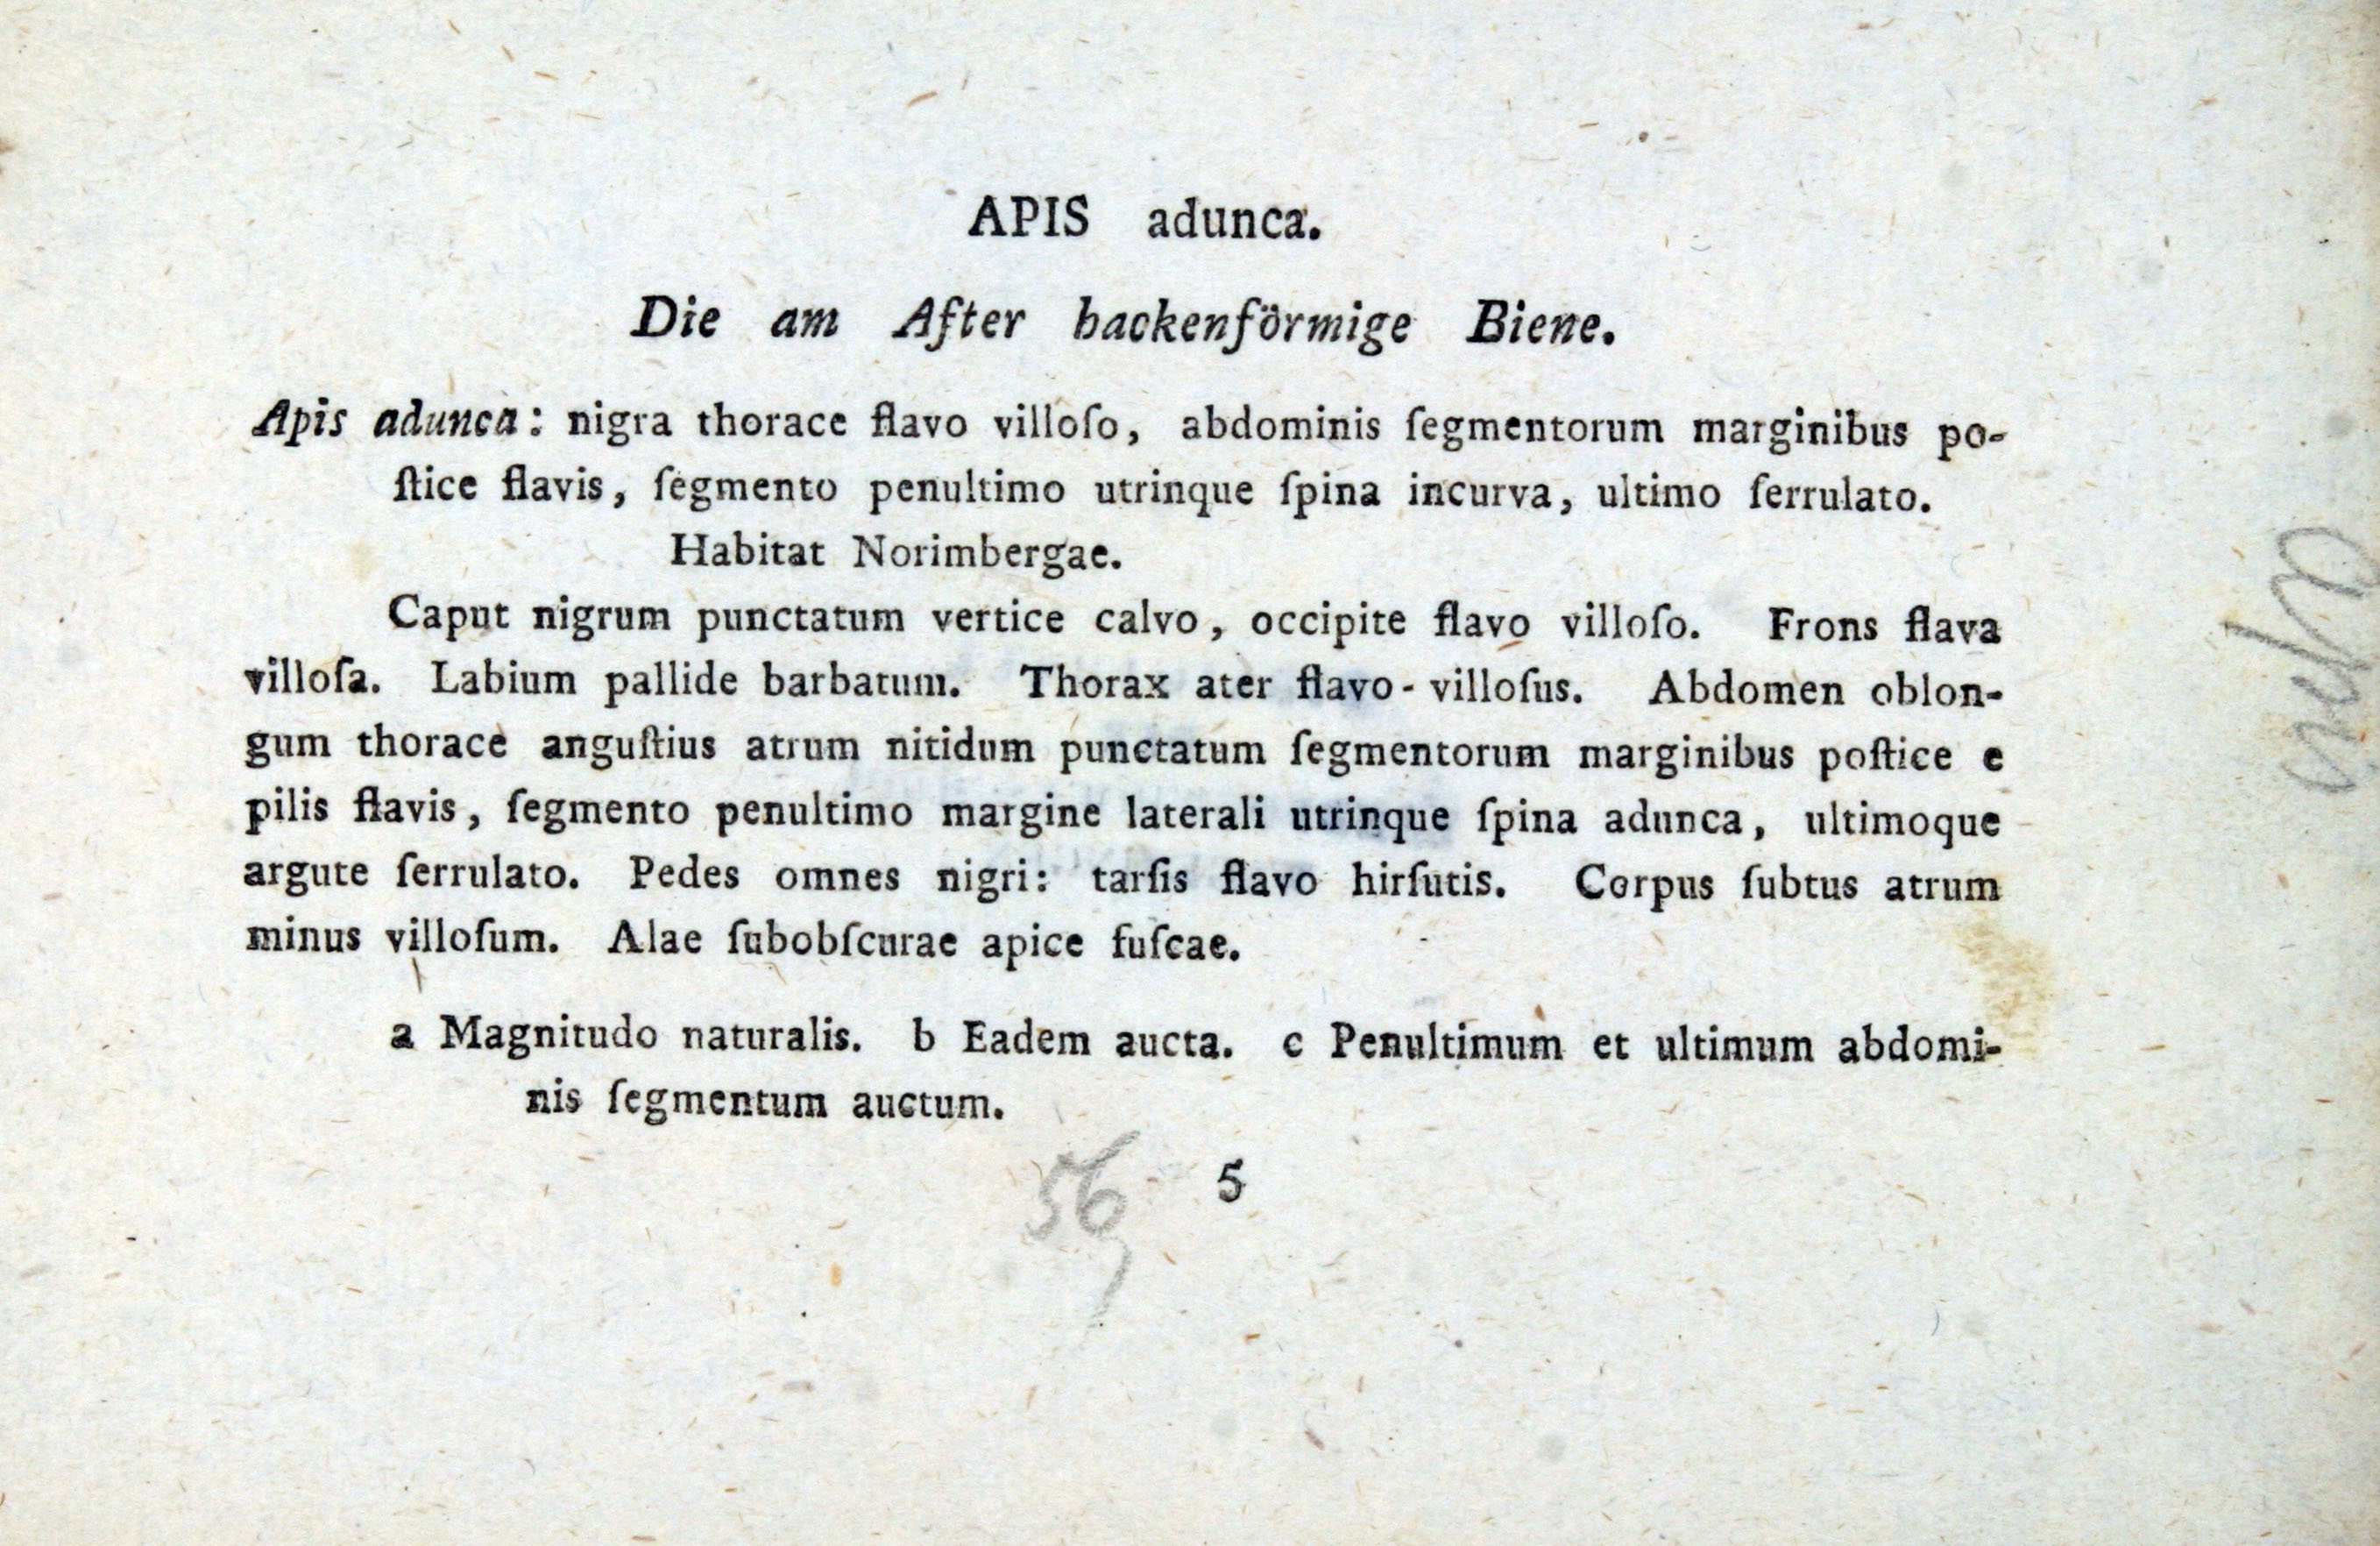 APIS adunca.
Die am After hackenförmige Biene.
Apis adunca: nigra thorace flavo villoſo, abdominis ſegmentorum marginibus po-
ſtice flavis, ſegmento penultimo utrinque ſpina incurva, ultimo ſerrulato.
Habitat Norimbergae.
Caput nigrum punctatum vertice calvo, occipite flavo villoſo. Frons flava
villoſa. Labium pallide barbatum. Thorax ater flavo-villoſus. Abdomen oblon-
gum thorace anguſtius atrum nitidum punctatum ſegmentorum marginibus poſtice e
pilis flavis, ſegmento penultimo margine laterali utrinque ſpina adunca, ultimoque
argute ſerrulato. Pedes omnes nigri: tarſis flavo hirſutis. Corpus ſubtus atrum
minus villoſum. Alae ſubobſcurae apice fuſcae.
a Magnitudo naturalis. b Eadem aucta. c Penultimum et ultimum abdomi-
nis ſegmentum auctum.
56 5